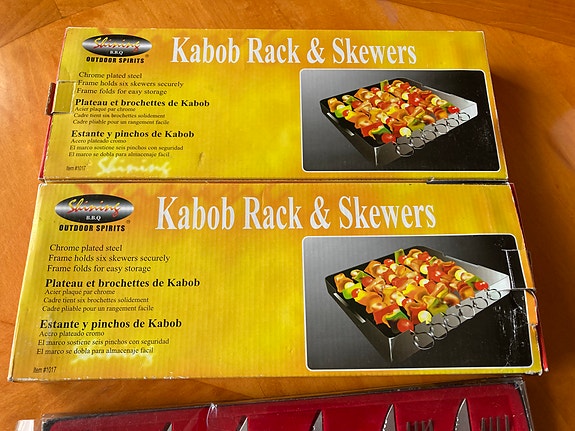 Shining
B.B.Q
OUTDOOR SPIRITS
Kabob Rack & Skewers
Chrome plated steel
Frame holds six skewers securely
Frame folds for easy storage
Plateau et brochettes de Kabob
Acier plaqué par chrome
Cadre tient six brochettes solidement
Cadre pliable pour un rangement facile
Estante y pinchos de Kabob
Acero plateado cromo
El marco sostiene seis pinchos con seguridad
El marco se dobla para almacenaje fácil
Item #1017
Shining
Shining
B.B.Q
OUTDOOR SPIRITS
Kabob Rack & Skewers
Chrome plated steel
Frame holds six skewers securely
Frame folds for easy storage
Plateau et brochettes de Kabob
Acier plaqué par chrome
Cadre tient six brochettes solidement
Cadre pliable pour un rangement facile
Estante y pinchos de Kabob
Acero plateado cromo
El marco sostiene seis pinchos con seguridad
El marco se dobla para almacenaje fácil
Item #1017